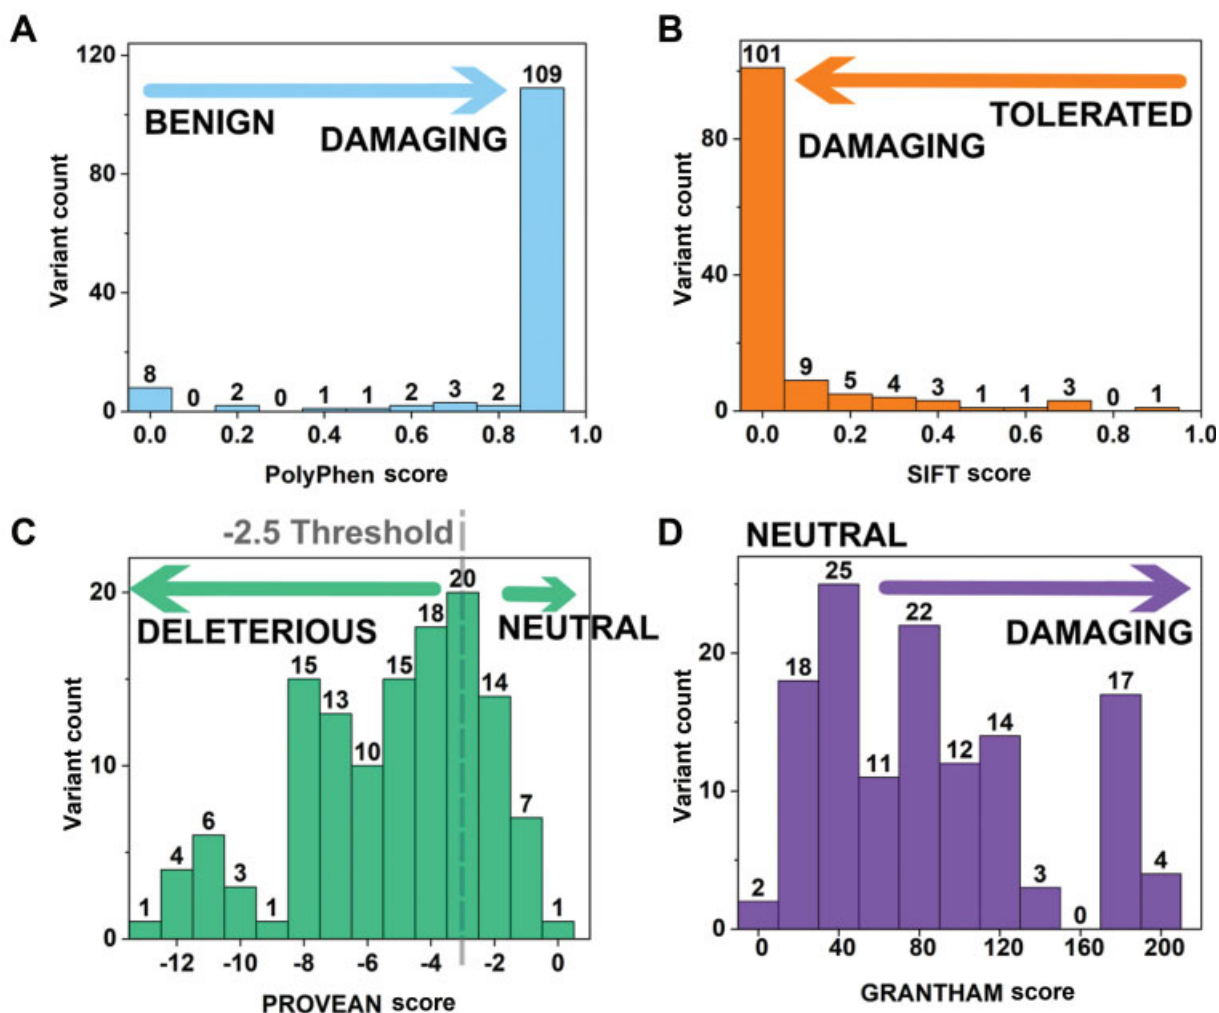 A
120
80
40
0
Variant count
BENIGN
DAMAGING
109
8
0
2
0
1
1
2
3
2
0.0 0.2 0.4 0.6 0.8 1.0
PolyPhen score
B
80
40
0
Variant count
101
DAMAGING
TOLERATED
9
5
4
3
1
1
3
0
1
0.0 0.2 0.4 0.6 0.8 1.0
SIFT score
C
-2.5 Threshold
20
10
0
Variant count
DELETERIOUS
NEUTRAL
1
4
6
3
1
15
13
10
15
18
20
14
7
1
-12 -10 -8 -6 -4 -2 0
PROVEAN score
D
NEUTRAL
DAMAGING
20
10
0
Variant count
2
18
25
11
22
12
14
3
0
17
4
0 40 80 120 160 200
GRANTHAM score